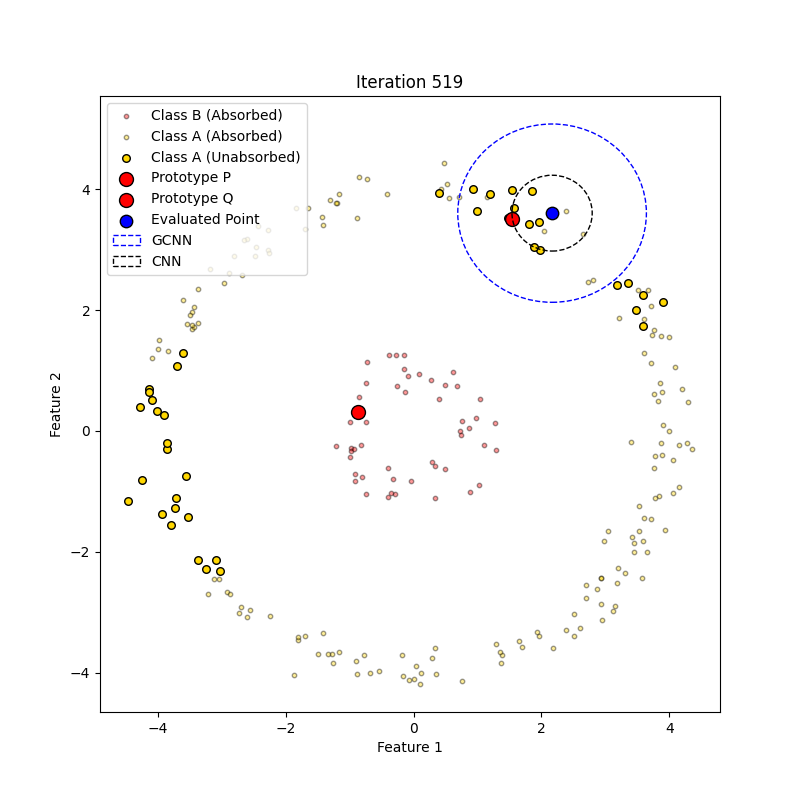 Iteration 519
Class B (Absorbed)
Class A (Absorbed)
Class A (Unabsorbed)
Prototype P
Prototype Q
Evaluated Point
GCNN
CNN
4
2
0
−2
−4
Feature 2
−4
−2
0
2
4
Feature 1